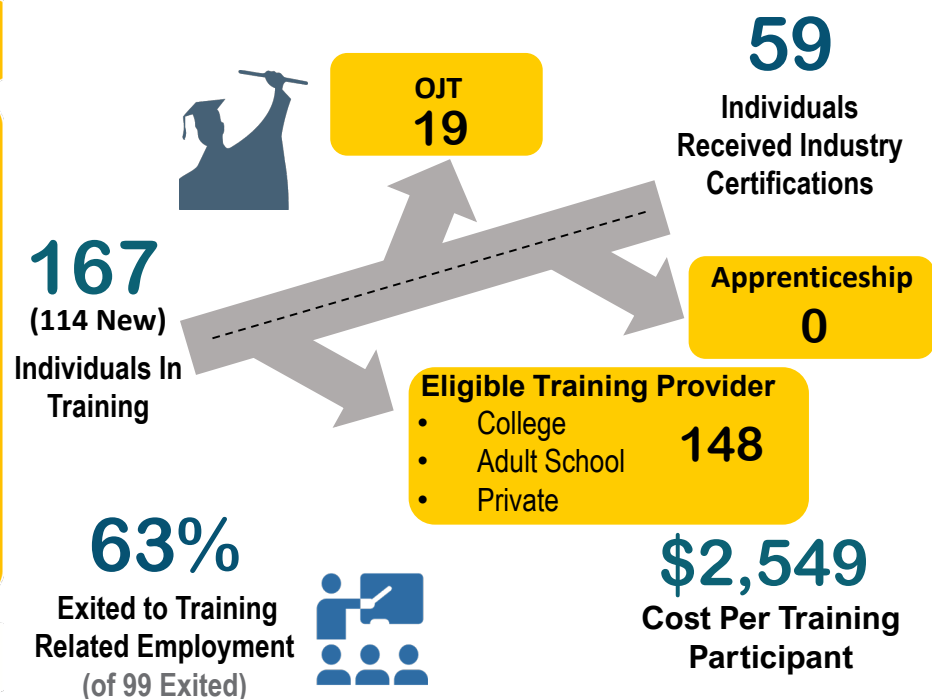 OJT
19
59
Individuals
Received Industry
Certifications
167
(114 New)
Individuals In
Training
Apprenticeship
0
Eligible Training Provider
• College
• Adult School
• Private
148
63%
Exited to Training
Related Employment
(of 99 Exited)
$2,549
Cost Per Training
Participant